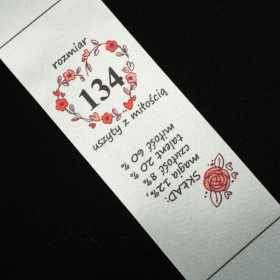 rozmiar
134
uszyty z miłością
SKŁAD:
magia 12%,
czułość 8%,
talent 20 %
miłość 60 %